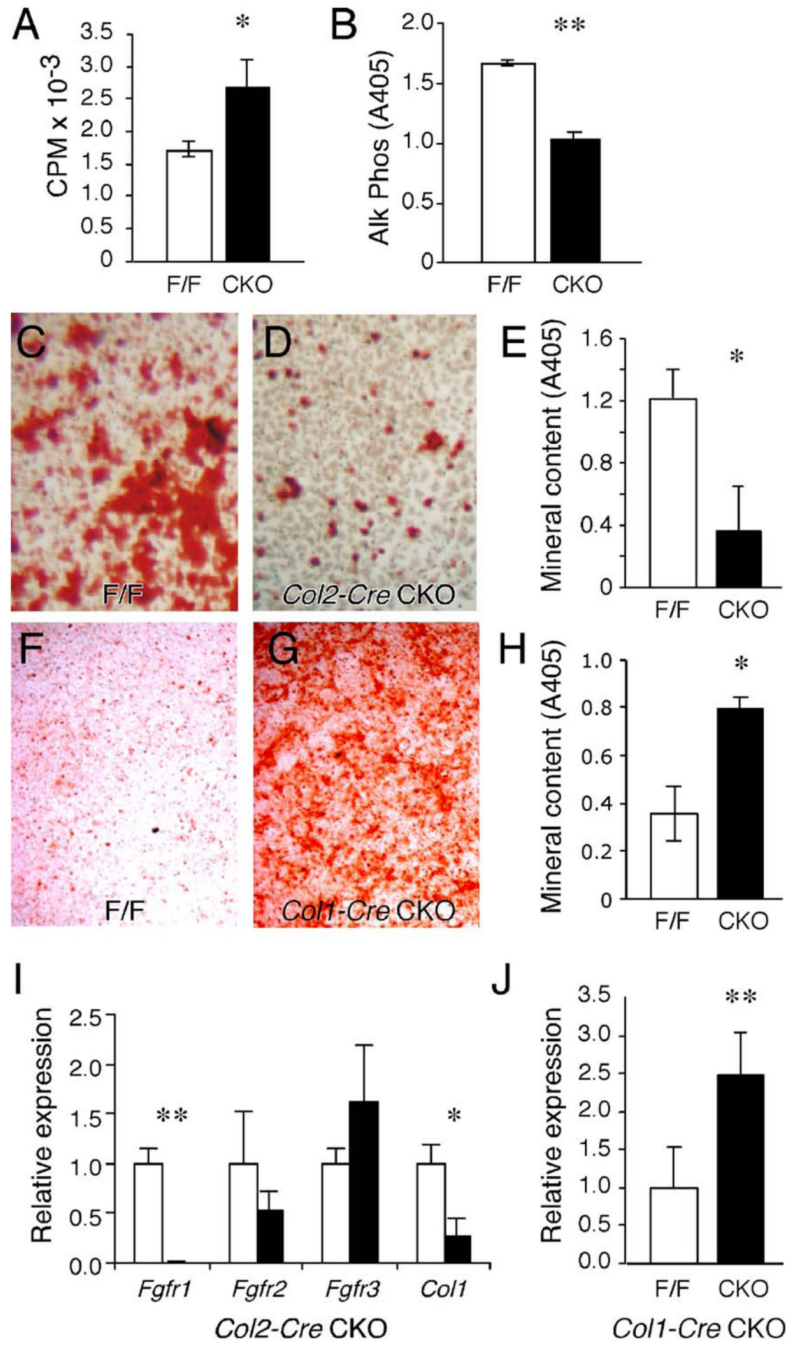 A
*
3.5
3.0
2.5
2.0
1.5
1.0
0.5
0
CPM x 10-3
F/F CKO
B
**
2.0
1.5
1.0
0.5
0
Alk Phos (A405)
F/F CKO
C
F/F
D
Col2-Cre CKO
E
*
1.6
1.2
0.8
0.4
0
Mineral content (A405)
F/F CKO
F
F/F
G
Col1-Cre CKO
H
*
1.0
0.8
0.6
0.4
0.2
0
Mineral content (A405)
F/F CKO
I
2.5
2.0
1.5
1.0
0.5
0.0
Relative expression
** *
Fgfr1 Fgfr2 Fgfr3 Col1
Col2-Cre CKO
J
**
3.5
3.0
2.5
2.0
1.5
1.0
0.5
0.0
Relative expression
F/F CKO
Col1-Cre CKO